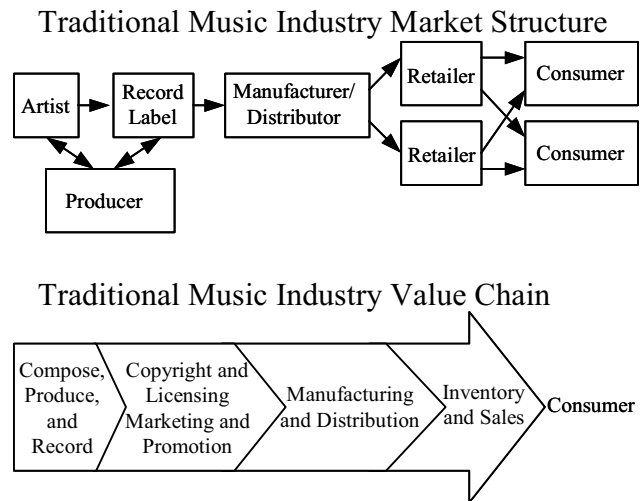 Traditional Music Industry Market Structure
Artist
Record
Label
Manufacturer/
Distributor
Retailer
Consumer
Retailer
Consumer
Producer
Traditional Music Industry Value Chain
Compose,
Produce,
and
Record
Copyright and
Licensing
Marketing and
Promotion
Manufacturing
and Distribution
Inventory
and Sales
Consumer